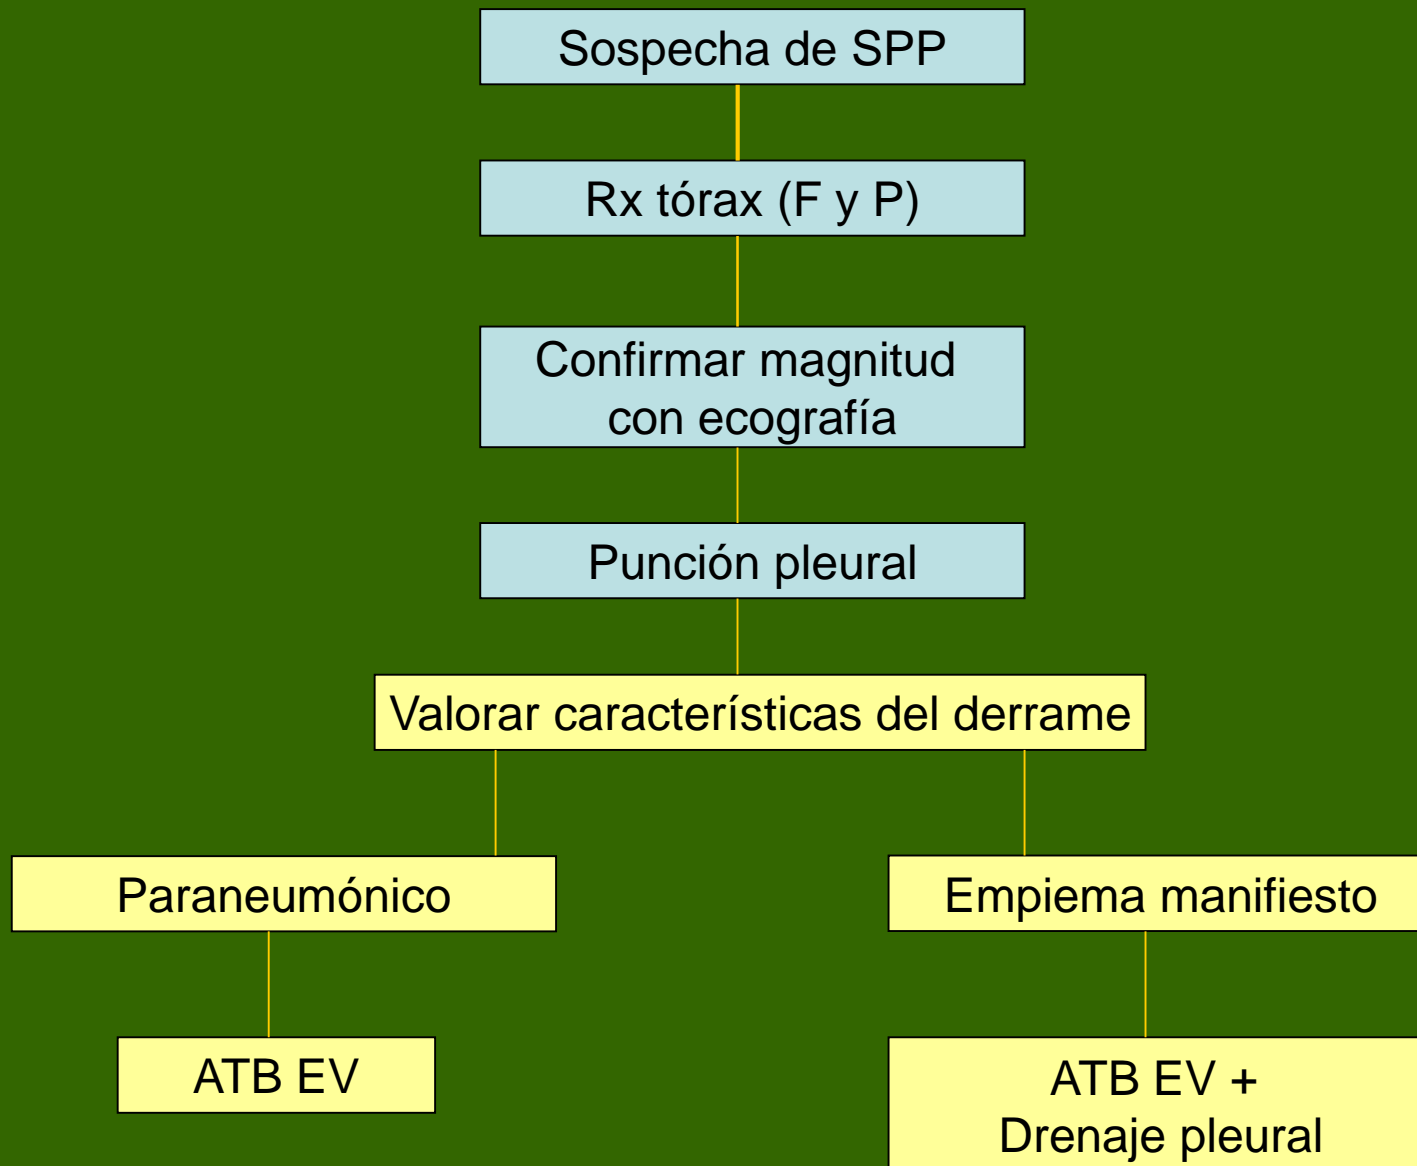 Sospecha de SPP
Rx tórax (F y P)
Confirmar magnitud
con ecografía
Punción pleural
Valorar características del derrame
Paraneumónico
Empiema manifiesto
ATB EV
ATB EV +
Drenaje pleural